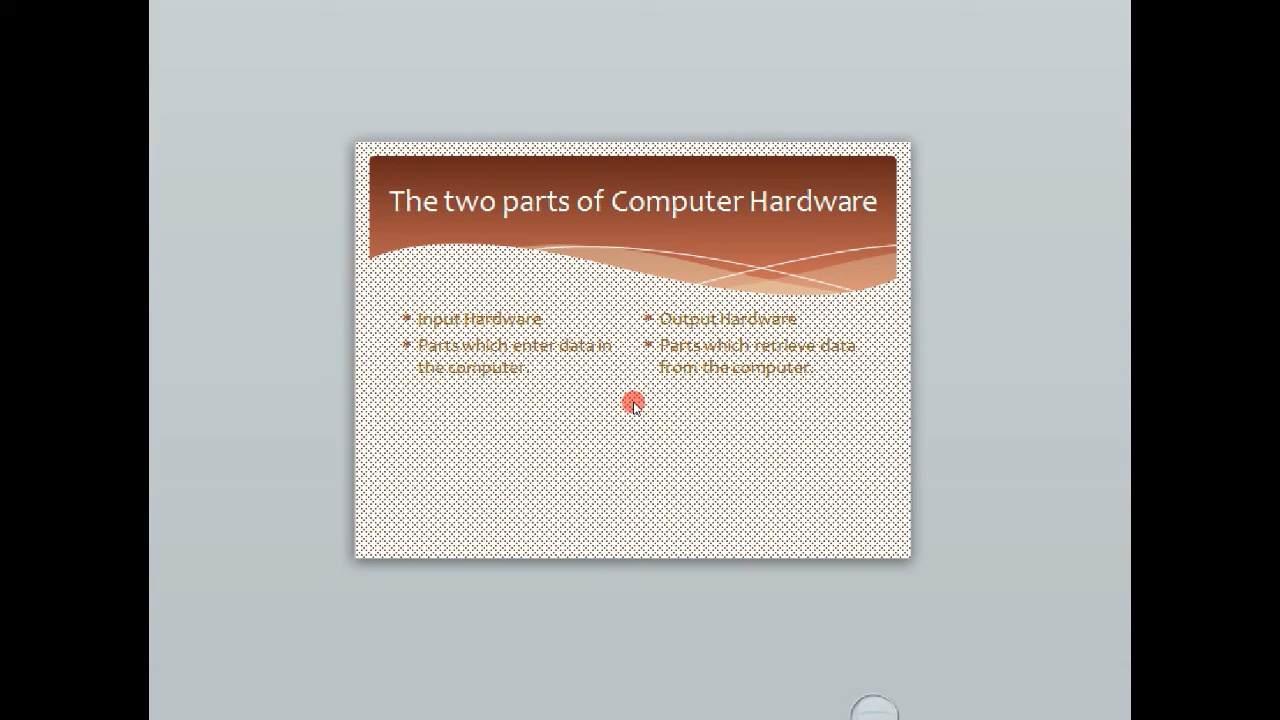 The two parts of Computer Hardware
* Input Hardware
* Parts which enter data in
the computer.
* Output Hardware
* Parts which retrieve data
from the computer.